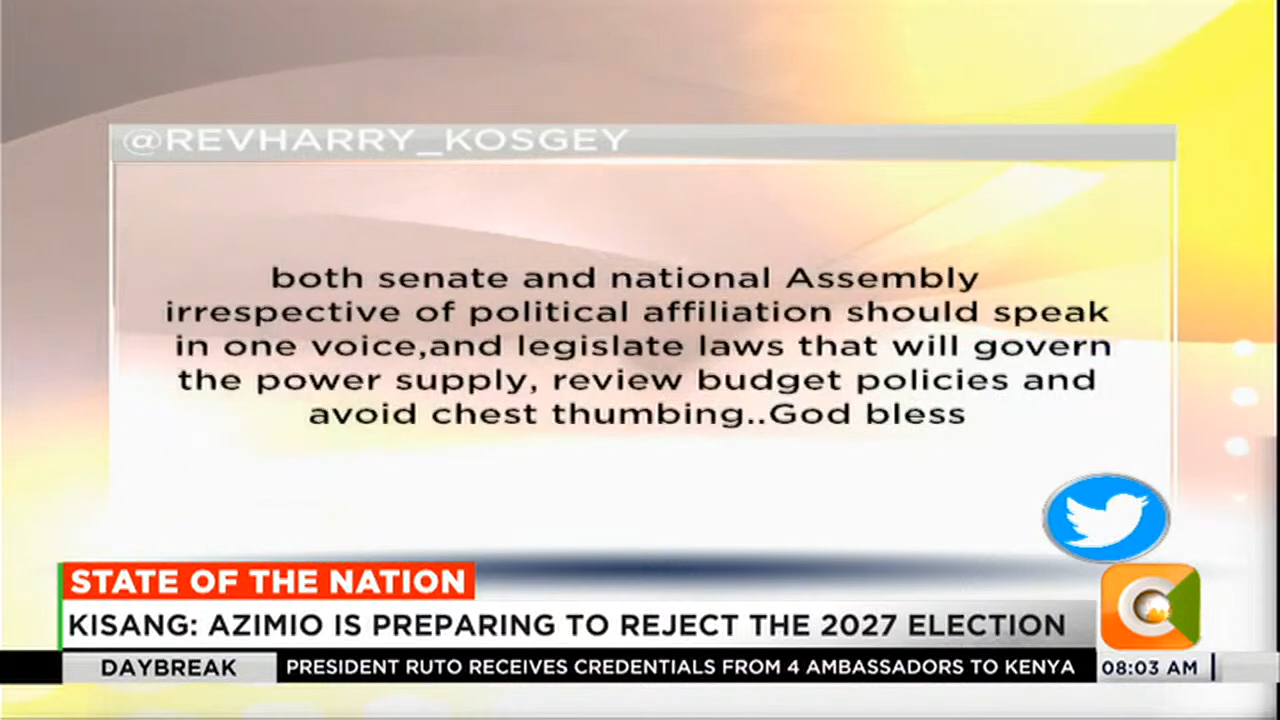 @REVHARRY_KOSGEY
both senate and national Assembly
irrespective of political affiliation should speak
in one voice,and legislate laws that will govern
the power supply, review budget policies and
avoid chest thumbing..God bless
STATE OF THE NATION
KISANG: AZIMIO IS PREPARING TO REJECT THE 2027 ELECTION
DAYBREAK PRESIDENT RUTO RECEIVES CREDENTIALS FROM 4 AMBASSADORS TO KENYA 08:03 AM